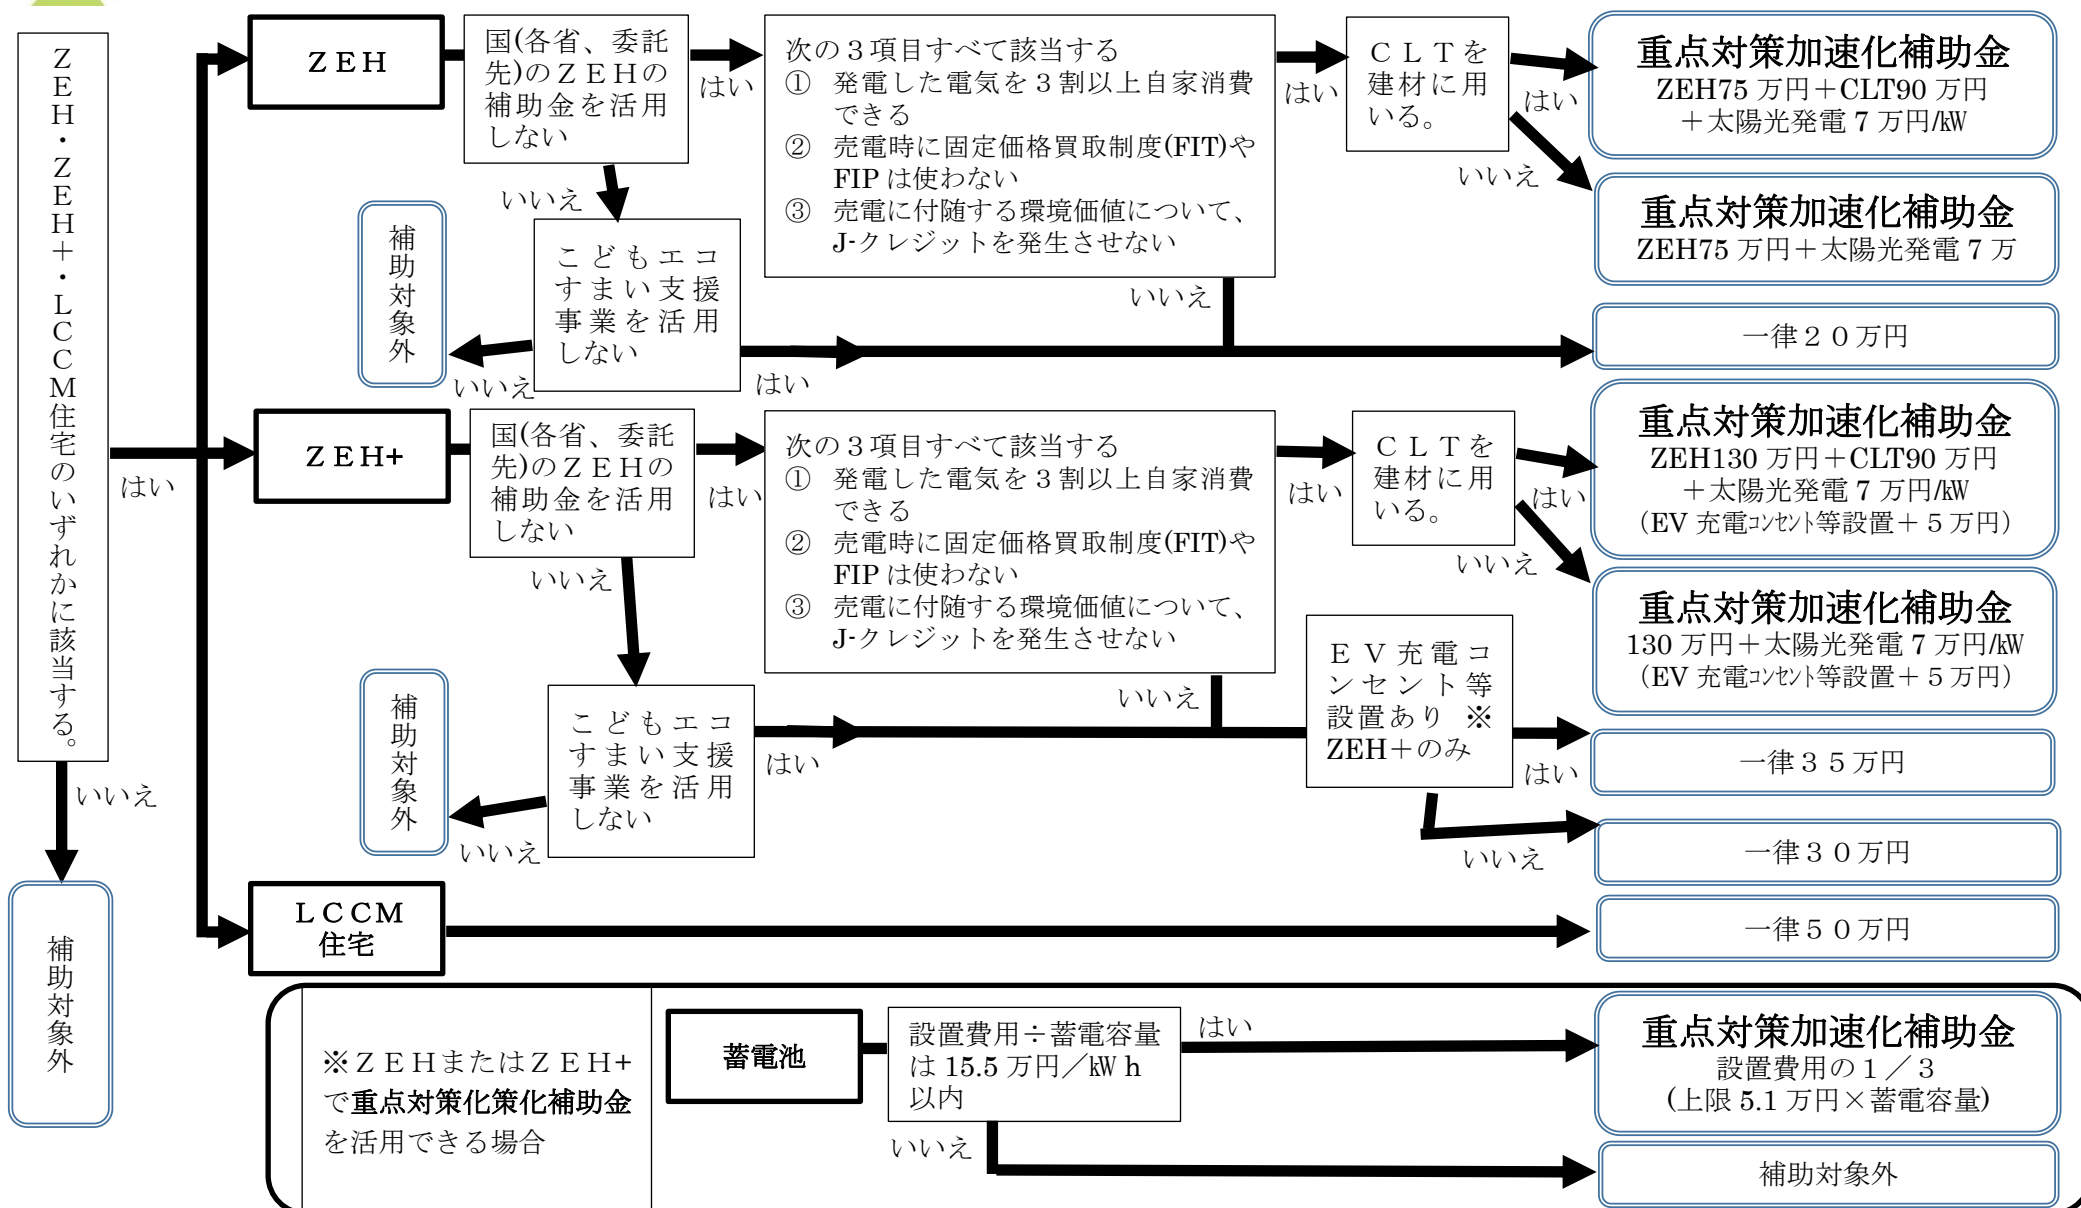 ZEH・ZEH＋・LCCM住宅のいずれかに該当する。
はい
いいえ
補助対象外
ZEH
国(各省、委託
先)のZEHの
補助金を活用
しない
はい
いいえ
次の３項目すべて該当する
① 発電した電気を３割以上自家消費
できる
② 売電時に固定価格買取制度(FIT)や
FIP は使わない
③ 売電に付随する環境価値について、
J-クレジットを発生させない
はい
いいえ
CLTを
建材に用
いる。
はい
いいえ
重点対策加速化補助金
ZEH75 万円＋CLT90 万円
＋太陽光発電 7 万円/㎾
重点対策加速化補助金
ZEH75 万円＋太陽光発電 7 万
こどもエコ
すまい支援
事業を活用
しない
いいえ
はい
補助対象外
一律２０万円
ZEH+
国(各省、委託
先)のZEHの
補助金を活用
しない
はい
いいえ
次の３項目すべて該当する
① 発電した電気を３割以上自家消費
できる
② 売電時に固定価格買取制度(FIT)や
FIP は使わない
③ 売電に付随する環境価値について、
J-クレジットを発生させない
はい
いいえ
CLTを
建材に用
いる。
はい
いいえ
重点対策加速化補助金
ZEH130 万円＋CLT90 万円
＋太陽光発電 7 万円/㎾
（EV 充電ｺﾝｾﾝﾄ等設置＋５万円）
重点対策加速化補助金
130 万円＋太陽光発電 7 万円/㎾
（EV 充電ｺﾝｾﾝﾄ等設置＋５万円）
こどもエコ
すまい支援
事業を活用
しない
いいえ
はい
補助対象外
EV充電コ
ンセント等
設置あり ※
ZEH＋のみ
はい
いいえ
一律３５万円
一律３０万円
LCCM
住宅
一律５０万円
※ZEHまたはZEH+
で重点対策化策化補助金
を活用できる場合
蓄電池
設置費用÷蓄電容量
は 15.5 万円／㎾ｈ
以内
はい
いいえ
重点対策加速化補助金
設置費用の１／３
(上限 5.1 万円×蓄電容量)
補助対象外